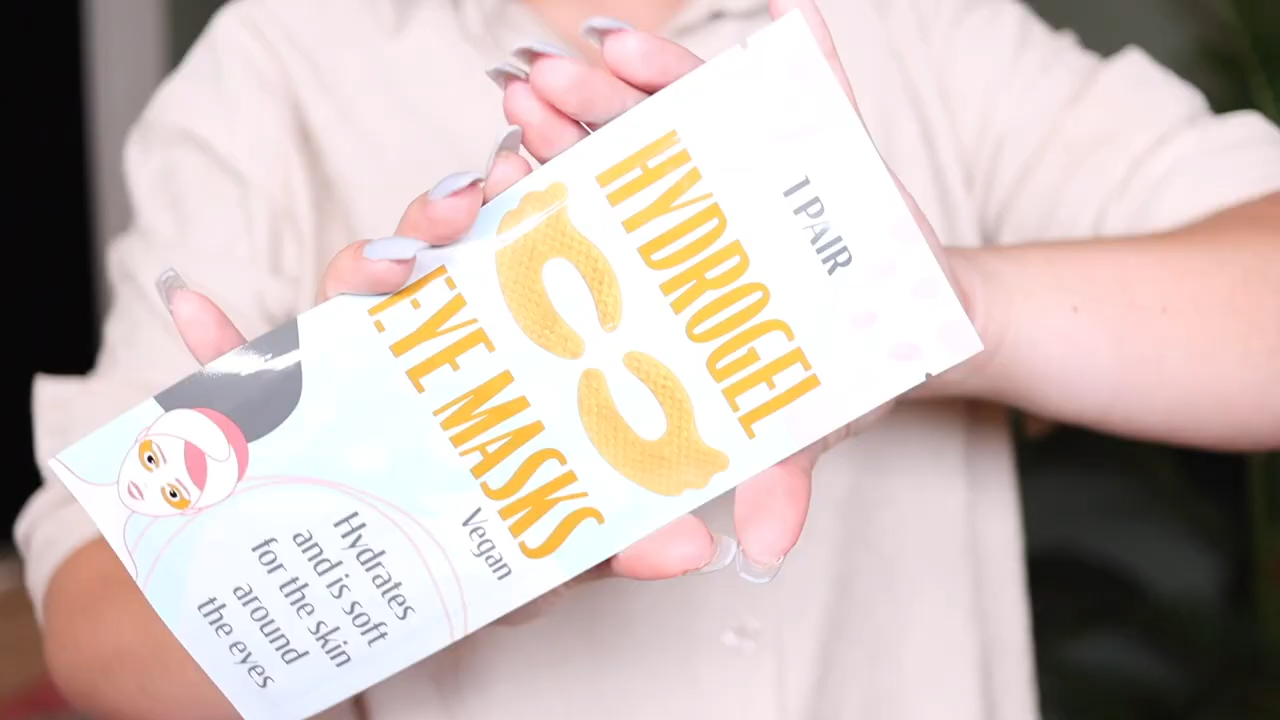 1 PAIR
HYDROGEL
EYE MASKS
Vegan
Hydrates
and is soft
for the skin
around
the eyes